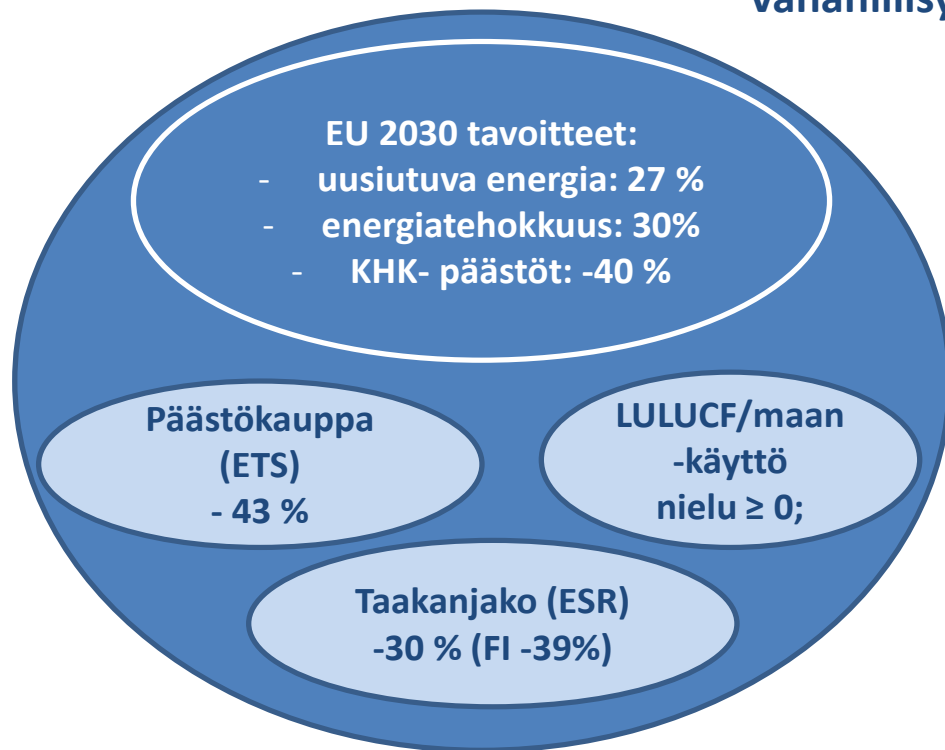 EU 2030 tavoitteet:
- uusiutuva energia: 27 %
- energiatehokkuus: 30%
- KHK- päästöt: -40 %
Päästökauppa
(ETS)
- 43 %
LULUCF/maan
-käyttö
nielu ≥ 0;
Taakanjako (ESR)
-30 % (FI -39%)